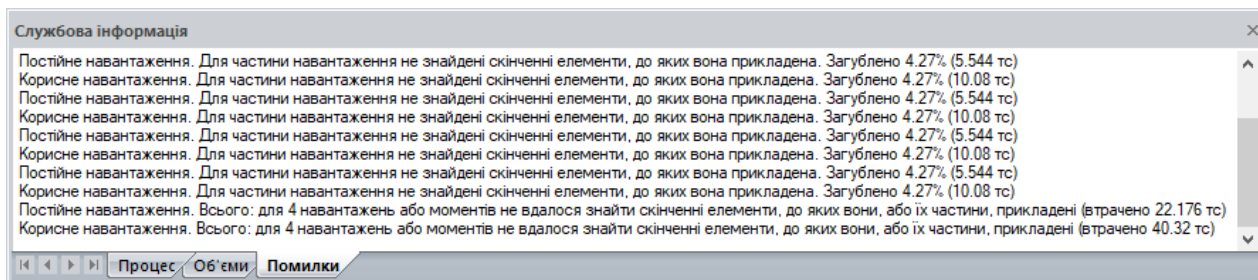 Службова інформація
Постійне навантаження. Для частини навантаження не знайдені скінченні елементи, до яких вона прикладена. Загублено 4.27% (5.544 тс)
Корисне навантаження. Для частини навантаження не знайдені скінченні елементи, до яких вона прикладена. Загублено 4.27% (10.08 тс)
Постійне навантаження. Для частини навантаження не знайдені скінченні елементи, до яких вона прикладена. Загублено 4.27% (5.544 тс)
Корисне навантаження. Для частини навантаження не знайдені скінченні елементи, до яких вона прикладена. Загублено 4.27% (10.08 тс)
Постійне навантаження. Для частини навантаження не знайдені скінченні елементи, до яких вона прикладена. Загублено 4.27% (5.544 тс)
Корисне навантаження. Для частини навантаження не знайдені скінченні елементи, до яких вона прикладена. Загублено 4.27% (10.08 тс)
Постійне навантаження. Для частини навантаження не знайдені скінченні елементи, до яких вона прикладена. Загублено 4.27% (5.544 тс)
Корисне навантаження. Для частини навантаження не знайдені скінченні елементи, до яких вона прикладена. Загублено 4.27% (10.08 тс)
Постійне навантаження. Всього: для 4 навантажень або моментів не вдалося знайти скінченні елементи, до яких вони, або їх частини, прикладені (втрачено 22.176 тс)
Корисне навантаження. Всього: для 4 навантажень або моментів не вдалося знайти скінченні елементи, до яких вони, або їх частини, прикладені (втрачено 40.32 тс)
Процес Об'єми Помилки